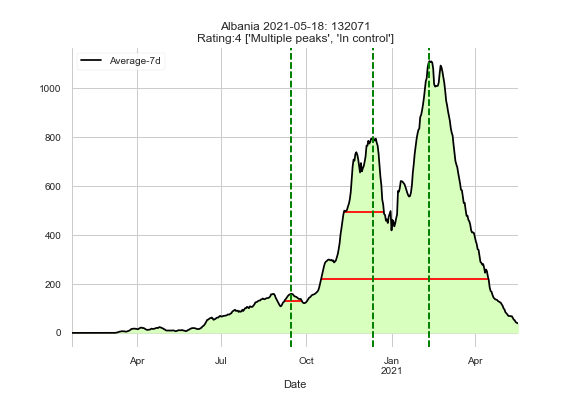 Albania 2021-05-18: 132071
Rating:4 ['Multiple peaks', 'In control']
Average-7d
1000
800
600
400
200
0
Apr
Jul
Oct
Jan
2021
Apr
Date